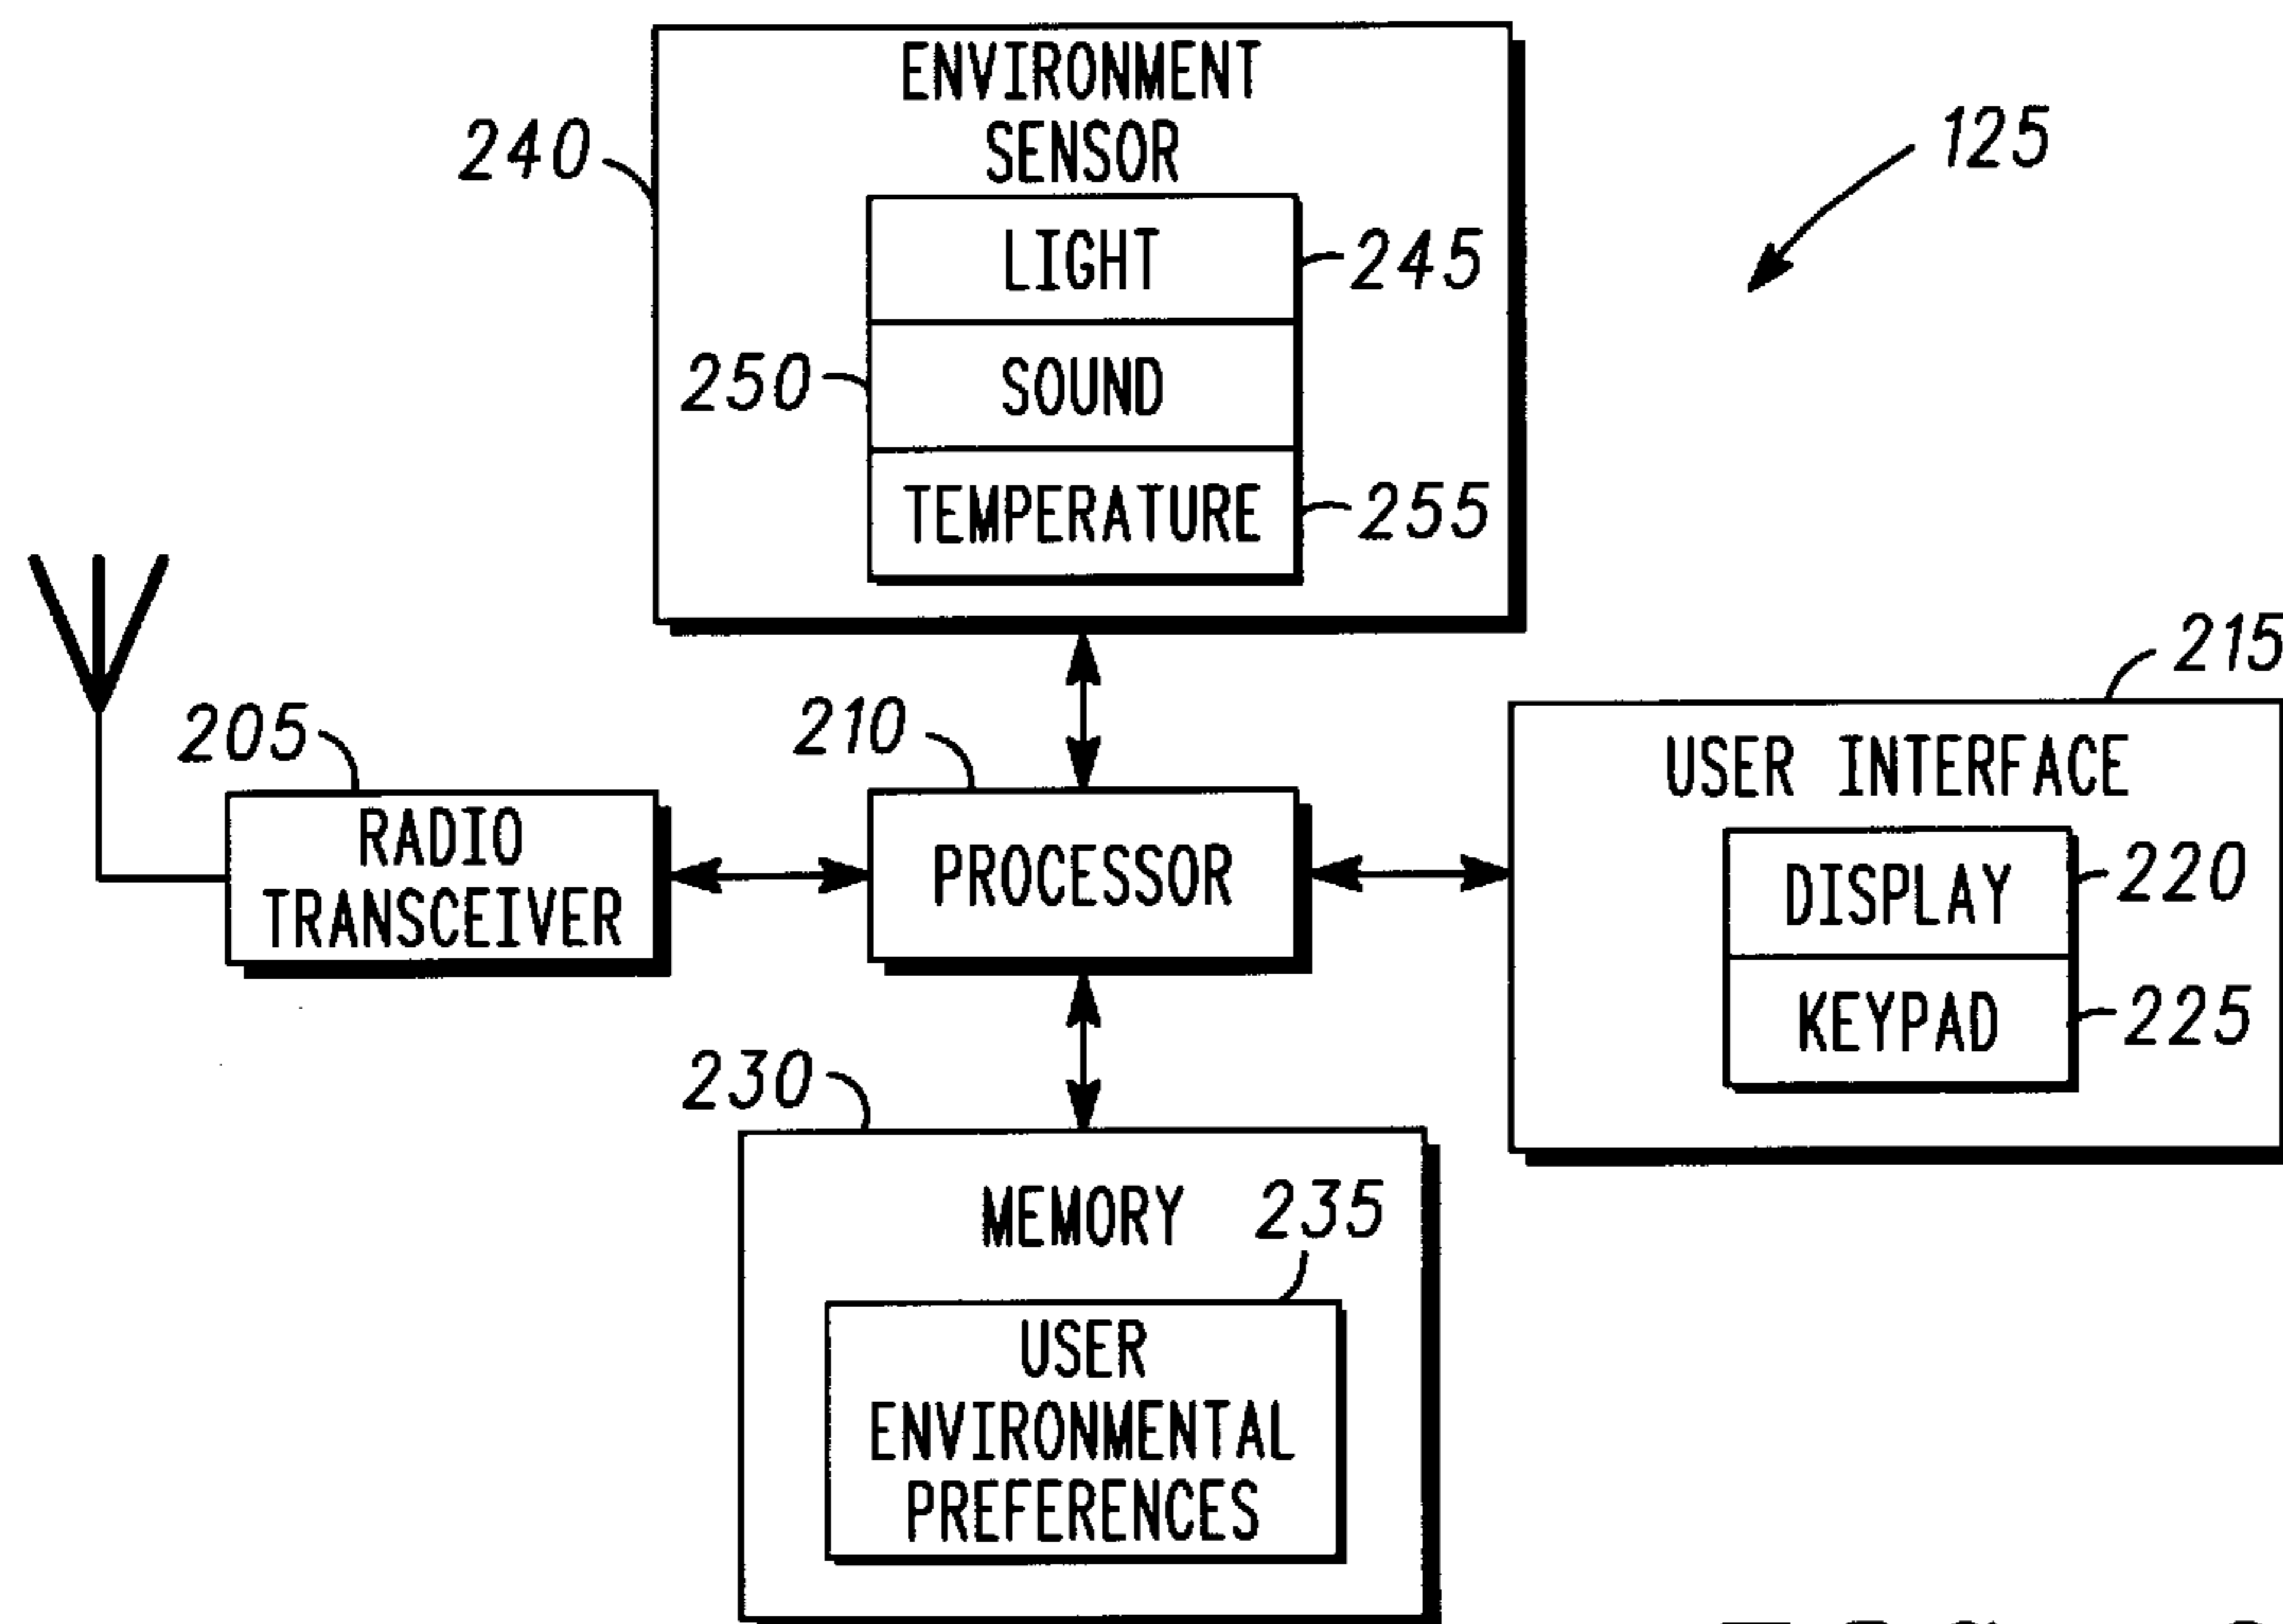 ENVIRONMENT
SENSOR
240
125
LIGHT
245
250
SOUND
TEMPERATURE
255
215
205
210
USER INTERFACE
RADIO
TRANSCEIVER
PROCESSOR
DISPLAY
220
KEYPAD
225
230
MEMORY
235
USER
ENVIRONMENTAL
PREFERENCES